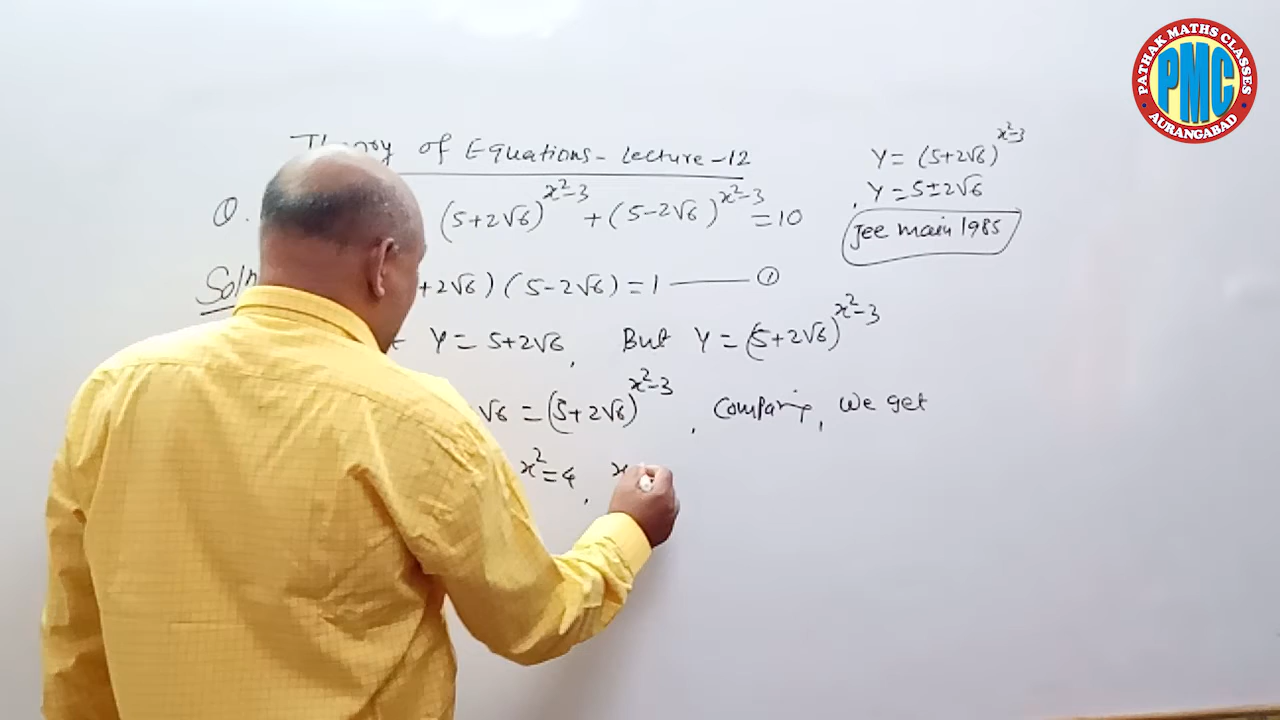 PATHAK MATHS CLASSES
PMC
AURANGABAD
Theory of Equations - Lecture - 12
Q. (5+2√6)^{x²-3} + (5-2√6)^{x²-3} = 10
Y = (5+2√6)^{x²-3}
, Y = 5±2√6
Jee main 1985
Soln +2√6)(5-2√6) = 1 —— ①
Y = 5+2√6, But Y = (5+2√6)^{x²-3}
√6 = (5+2√6)^{x²-3}, Comparing, We get
x² = 4, x